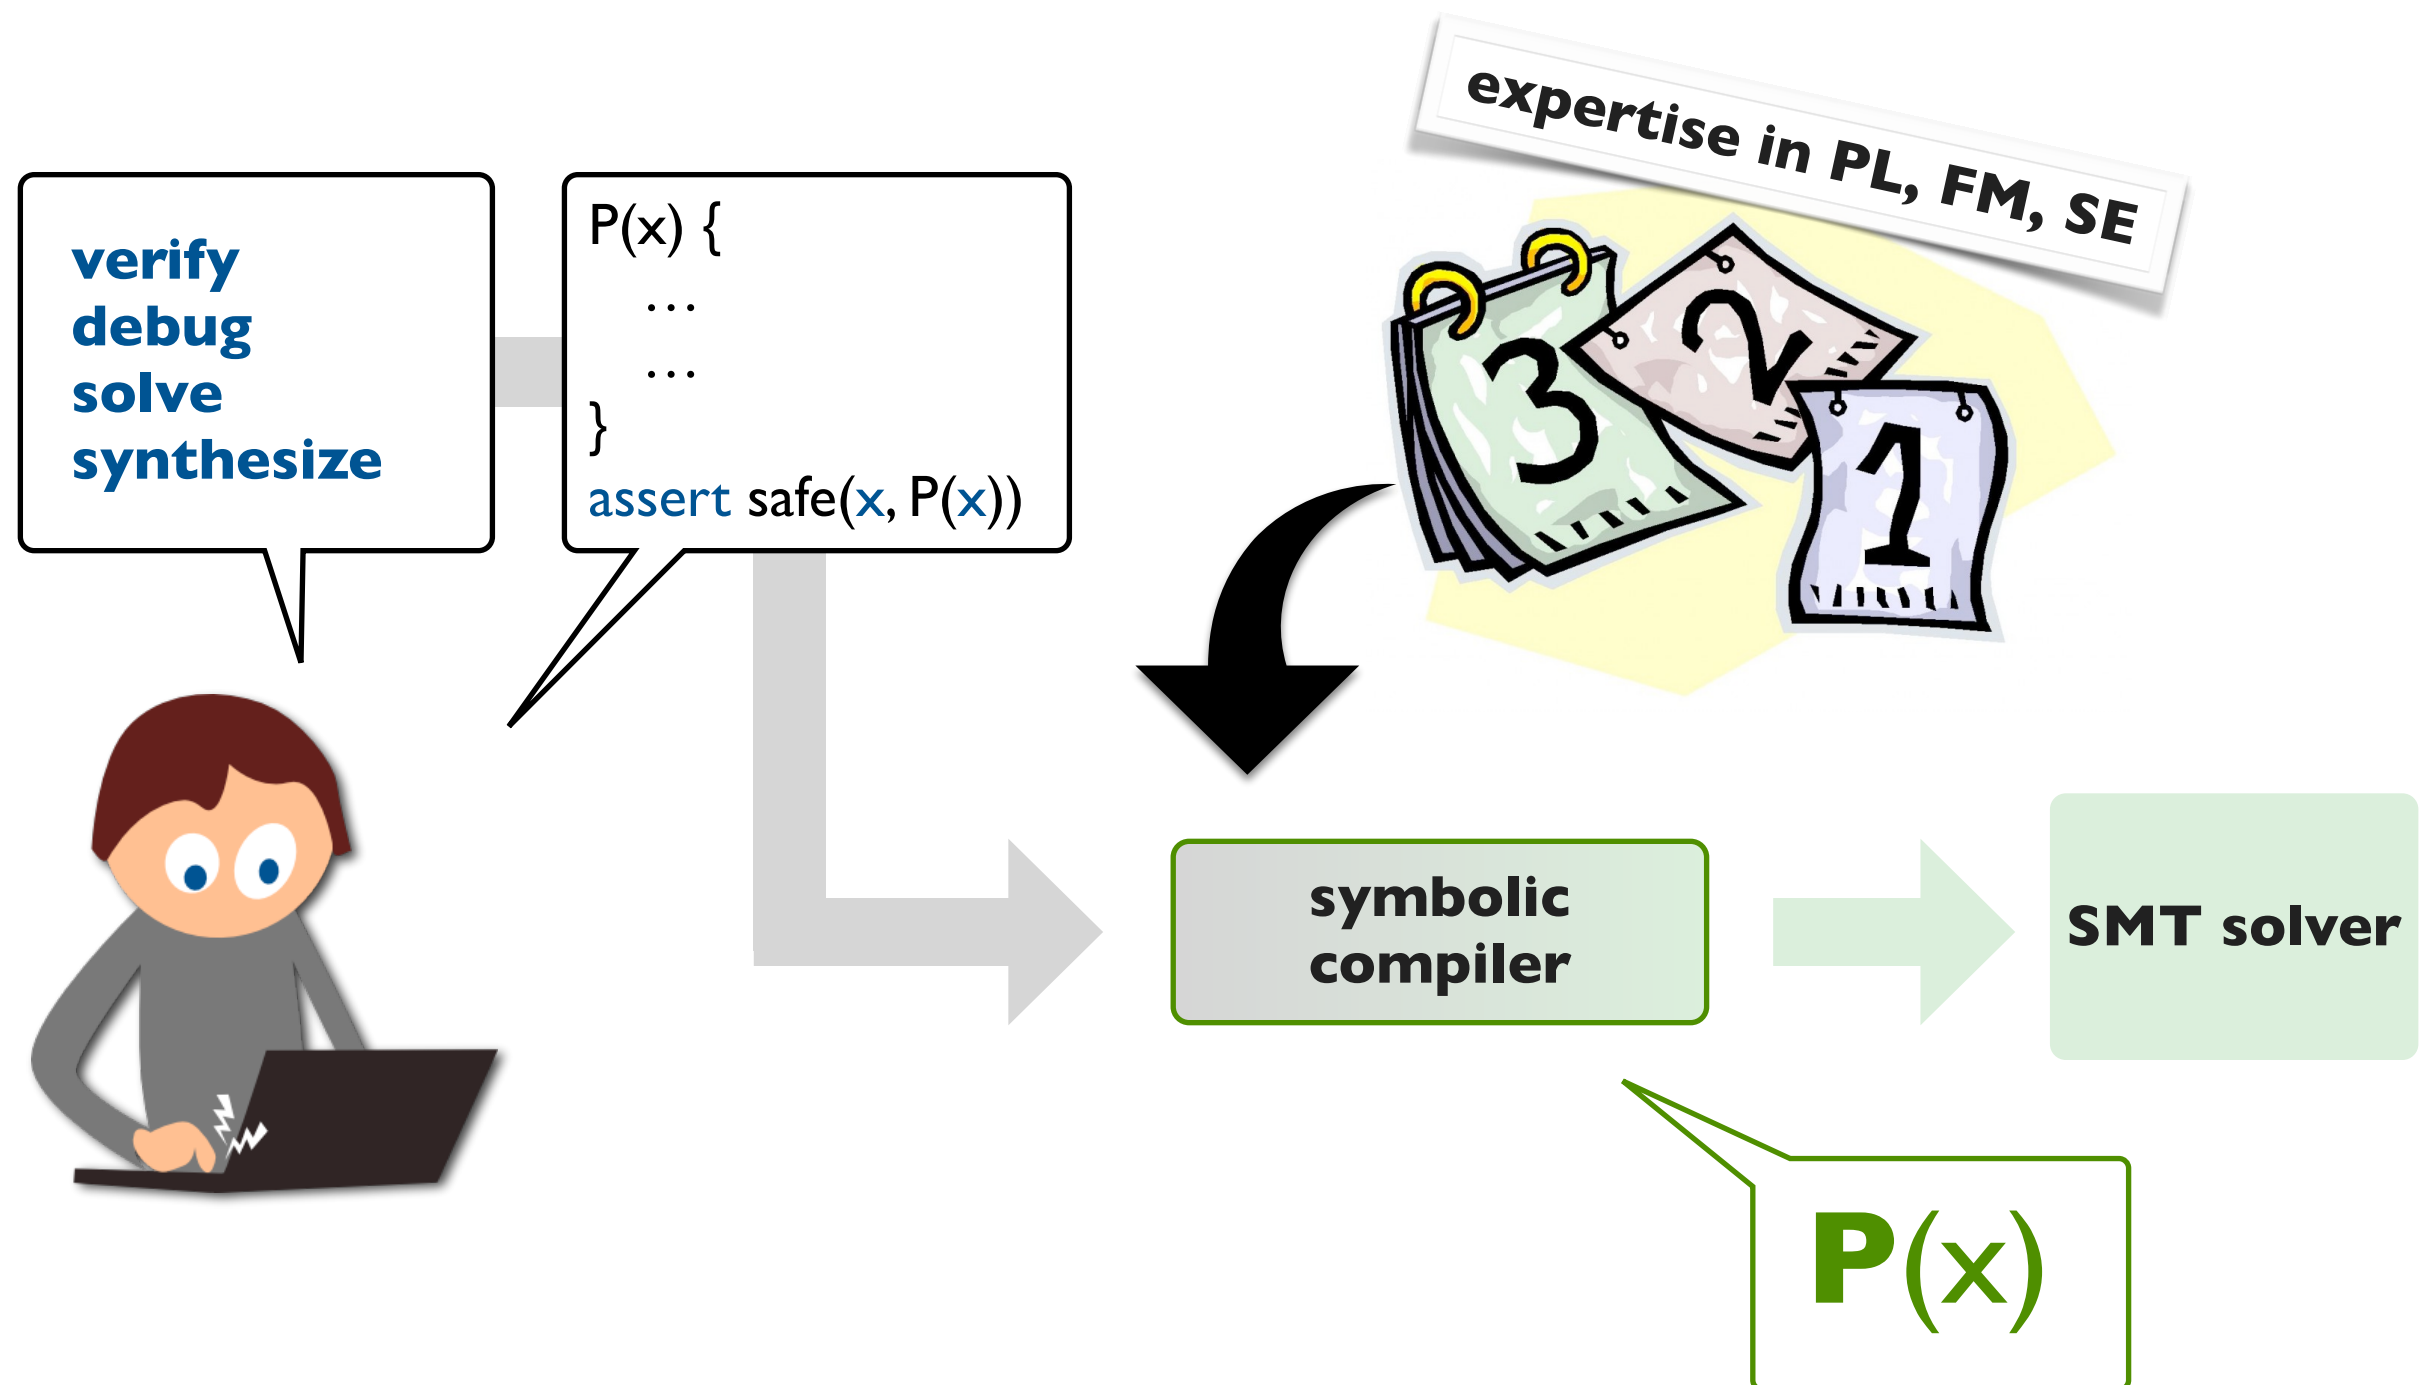 expertise in PL, FM, SE
verify
debug
solve
synthesize
P(x) {
…
…
}
assert safe(x, P(x))
3
2
1
symbolic
compiler
SMT solver
P(x)